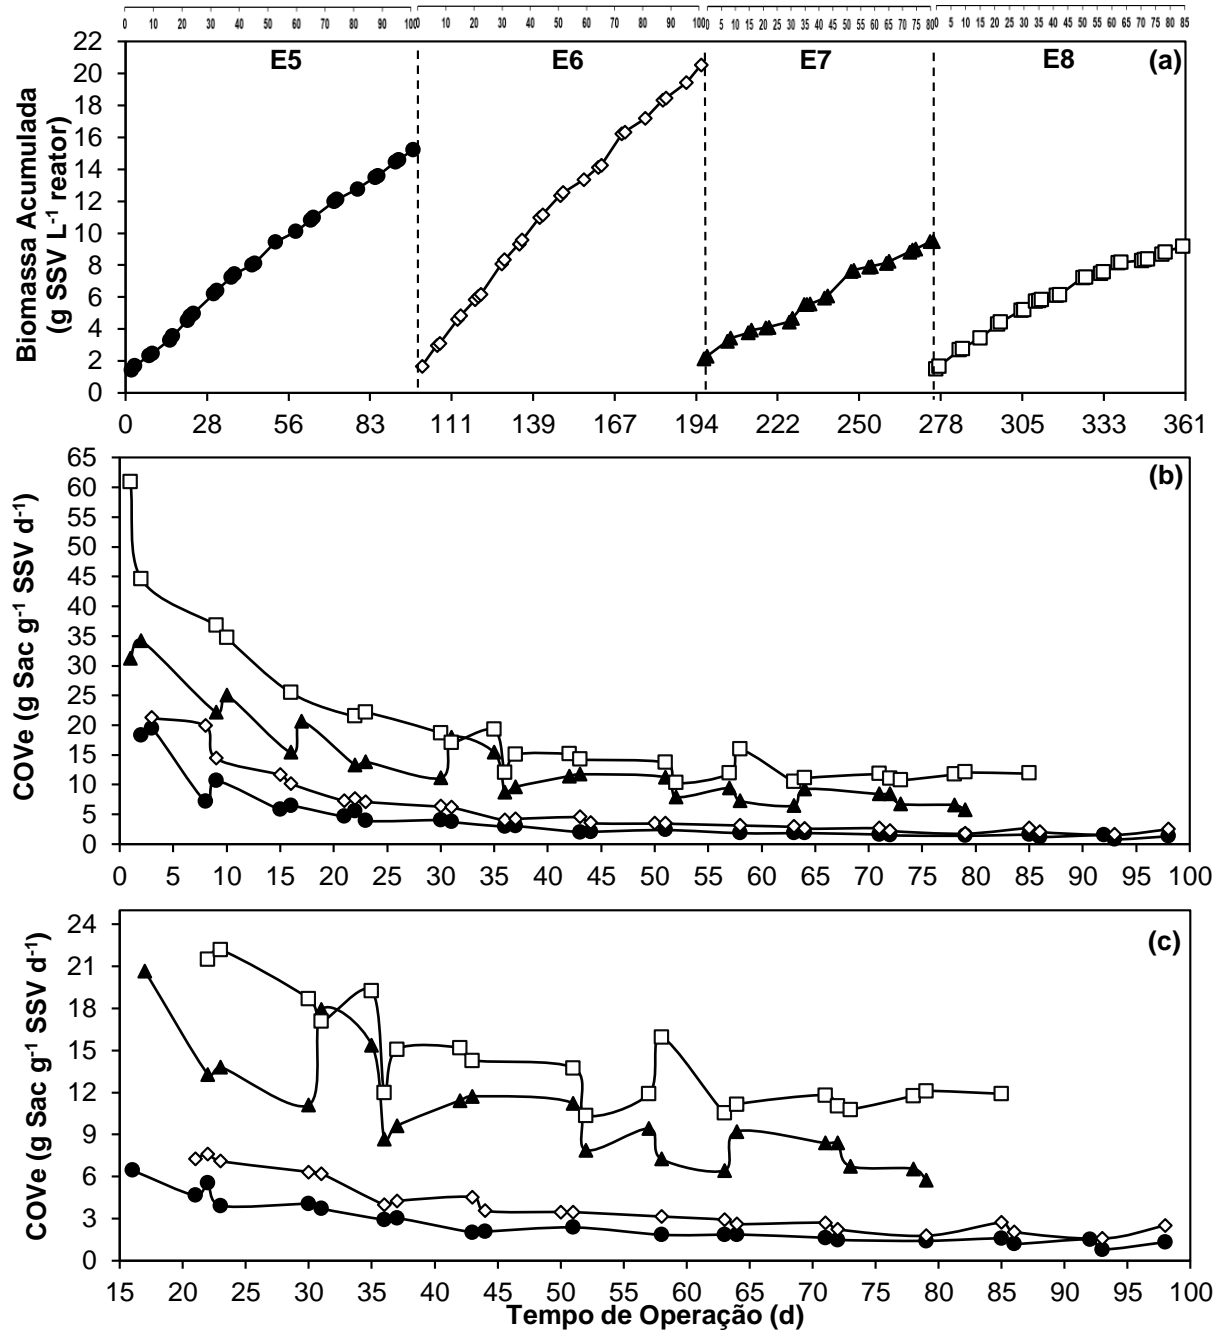 0 10 20 30 40 50 60 70 80 90 100 0 10 20 30 40 50 60 70 80 90 100 0 5 10 15 20 25 30 35 40 45 50 55 60 65 70 75 80 0 5 10 15 20 25 30 35 40 45 50 55 60 65 70 75 80 85
E5 E6 E7 E8 (a)
Biomassa Acumulada
(g SSV L⁻¹ reator)
22
20
18
16
14
12
10
8
6
4
2
0
0 28 56 83 111 139 167 194 222 250 278 305 333 361
(b)
COVe (g Sac g⁻¹ SSV d⁻¹)
65
60
55
50
45
40
35
30
25
20
15
10
5
0
0 5 10 15 20 25 30 35 40 45 50 55 60 65 70 75 80 85 90 95 100
(c)
COVe (g Sac g⁻¹ SSV d⁻¹)
24
21
18
15
12
9
6
3
0
15 20 25 30 35 40 45 50 55 60 65 70 75 80 85 90 95 100
Tempo de Operação (d)